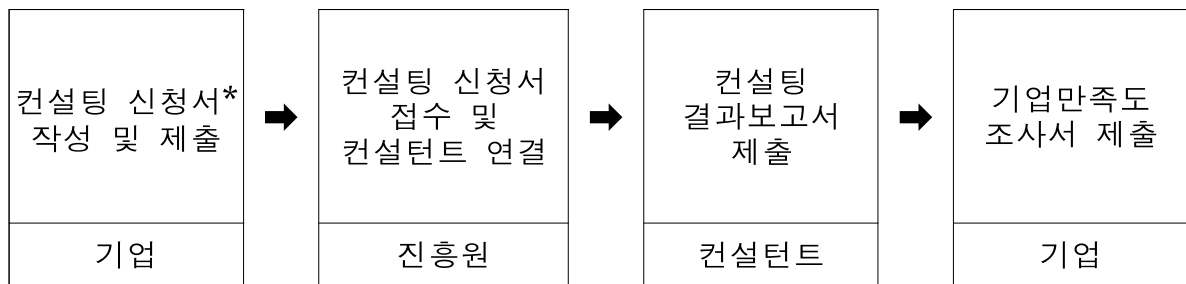 컨설팅 신청서*
작성 및 제출
기업
컨설팅 신청서
접수 및
컨설턴트 연결
진흥원
컨설팅
결과보고서
제출
컨설턴트
기업만족도
조사서 제출
기업